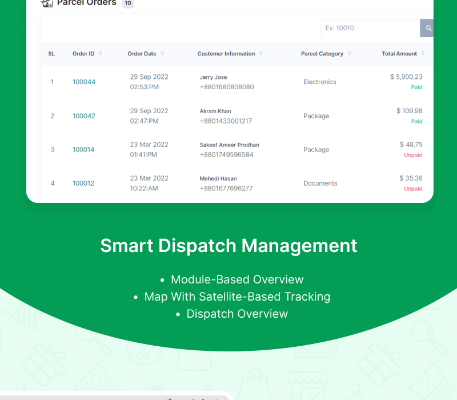 Parcel Orders 10
Ex: 10010
SL Order ID Order Date Customer Information Parcel Category Total Amount
1 100044 29 Sep 2022 02:53:PM Jerry Jose +8801680808080 Electronics $ 5,900.23 Paid
2 100042 29 Sep 2022 02:47:PM Akram Khan +8801433001217 Package $ 109.98 Paid
3 100014 23 Mar 2022 01:41:PM Sakeef Ameer Prodhan +8801749596584 Package $ 48.75 Unpaid
4 100012 23 Mar 2022 10:22:AM Mehedi Hasan +8801677696277 Documents $ 35.36 Unpaid
Smart Dispatch Management
• Module-Based Overview
• Map With Satellite-Based Tracking
• Dispatch Overview